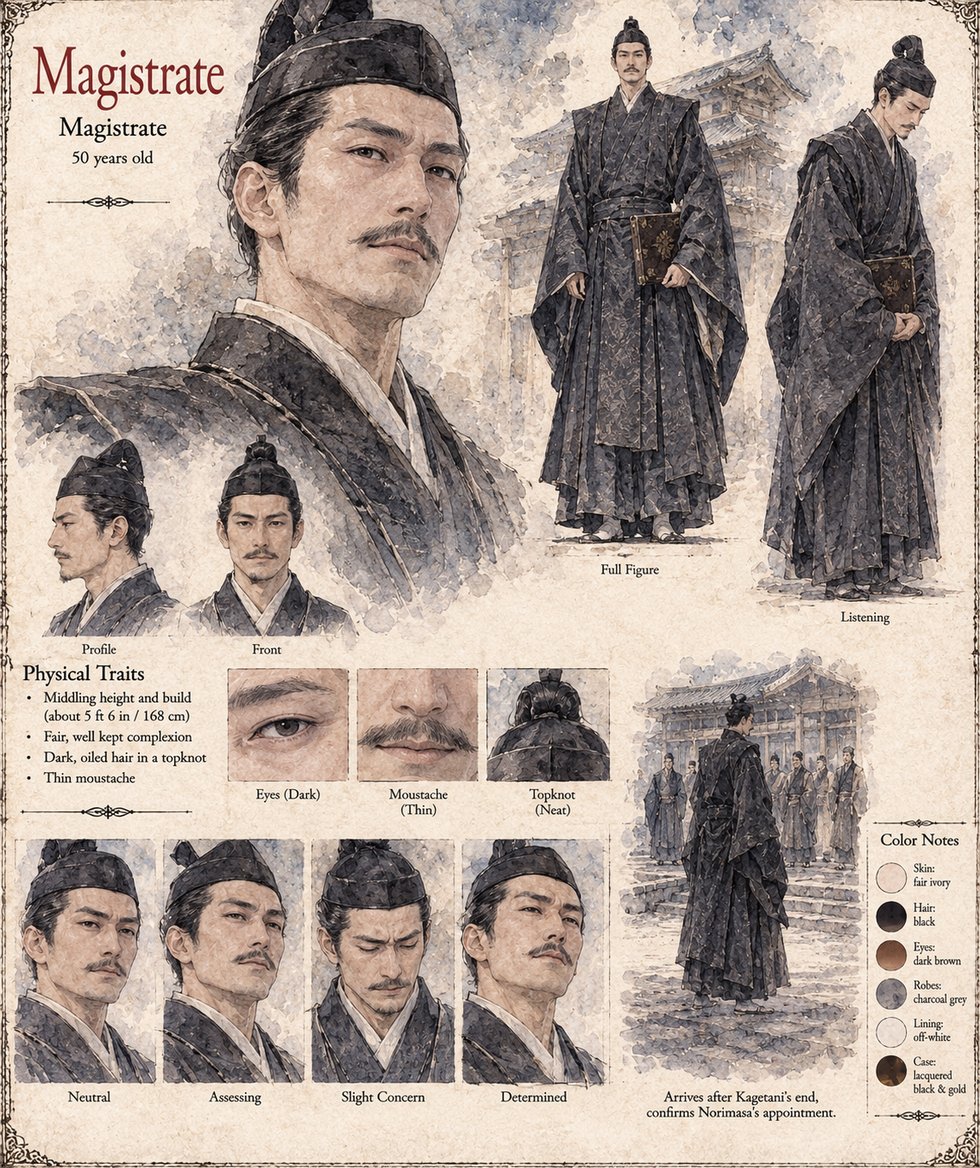 Magistrate
Magistrate
50 years old
Full Figure
Listening
Profile
Front
Physical Traits
• Middling height and build
(about 5 ft 6 in / 168 cm)
• Fair, well kept complexion
• Dark, oiled hair in a topknot
• Thin moustache
Eyes (Dark)
Moustache
(Thin)
Topknot
(Neat)
Neutral
Assessing
Slight Concern
Determined
Arrives after Kagetani's end,
confirms Norimasa's appointment.
Color Notes
Skin:
fair ivory
Hair:
black
Eyes:
dark brown
Robes:
charcoal grey
Lining:
off-white
Case:
lacquered
black & gold